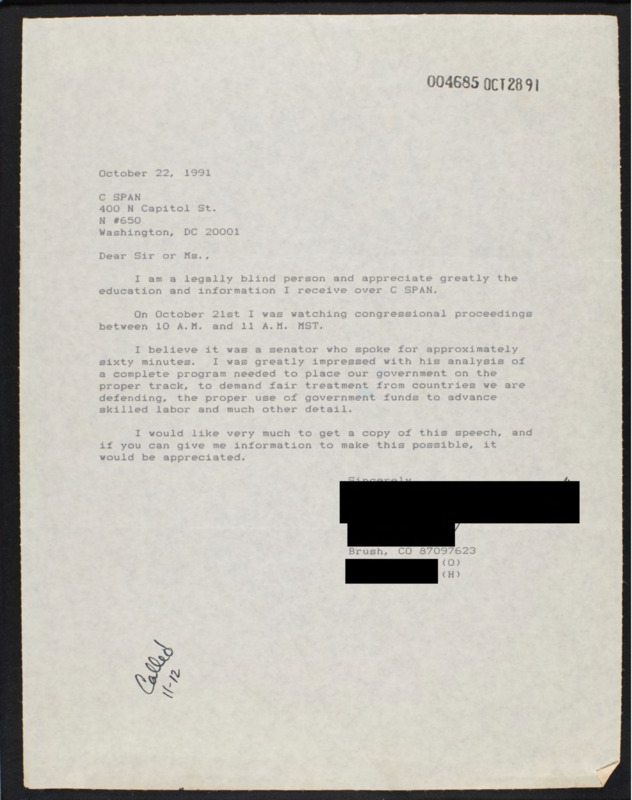 004685 OCT 28 91
October 22, 1991
C SPAN
400 N Capitol St.
N #650
Washington, DC 20001
Dear Sir or Ms.,
I am a legally blind person and appreciate greatly the
education and information I receive over C SPAN.
On October 21st I was watching congressional proceedings
between 10 A.M. and 11 A.M. MST.
I believe it was a senator who spoke for approximately
sixty minutes. I was greatly impressed with his analysis of
a complete program needed to place our government on the
proper track, to demand fair treatment from countries we are
defending, the proper use of government funds to advance
skilled labor and much other detail.
I would like very much to get a copy of this speech, and
if you can give me information to make this possible, it
would be appreciated.
Sincerely
Brush, CO 87097623
(O)
(H)
Called
11-12